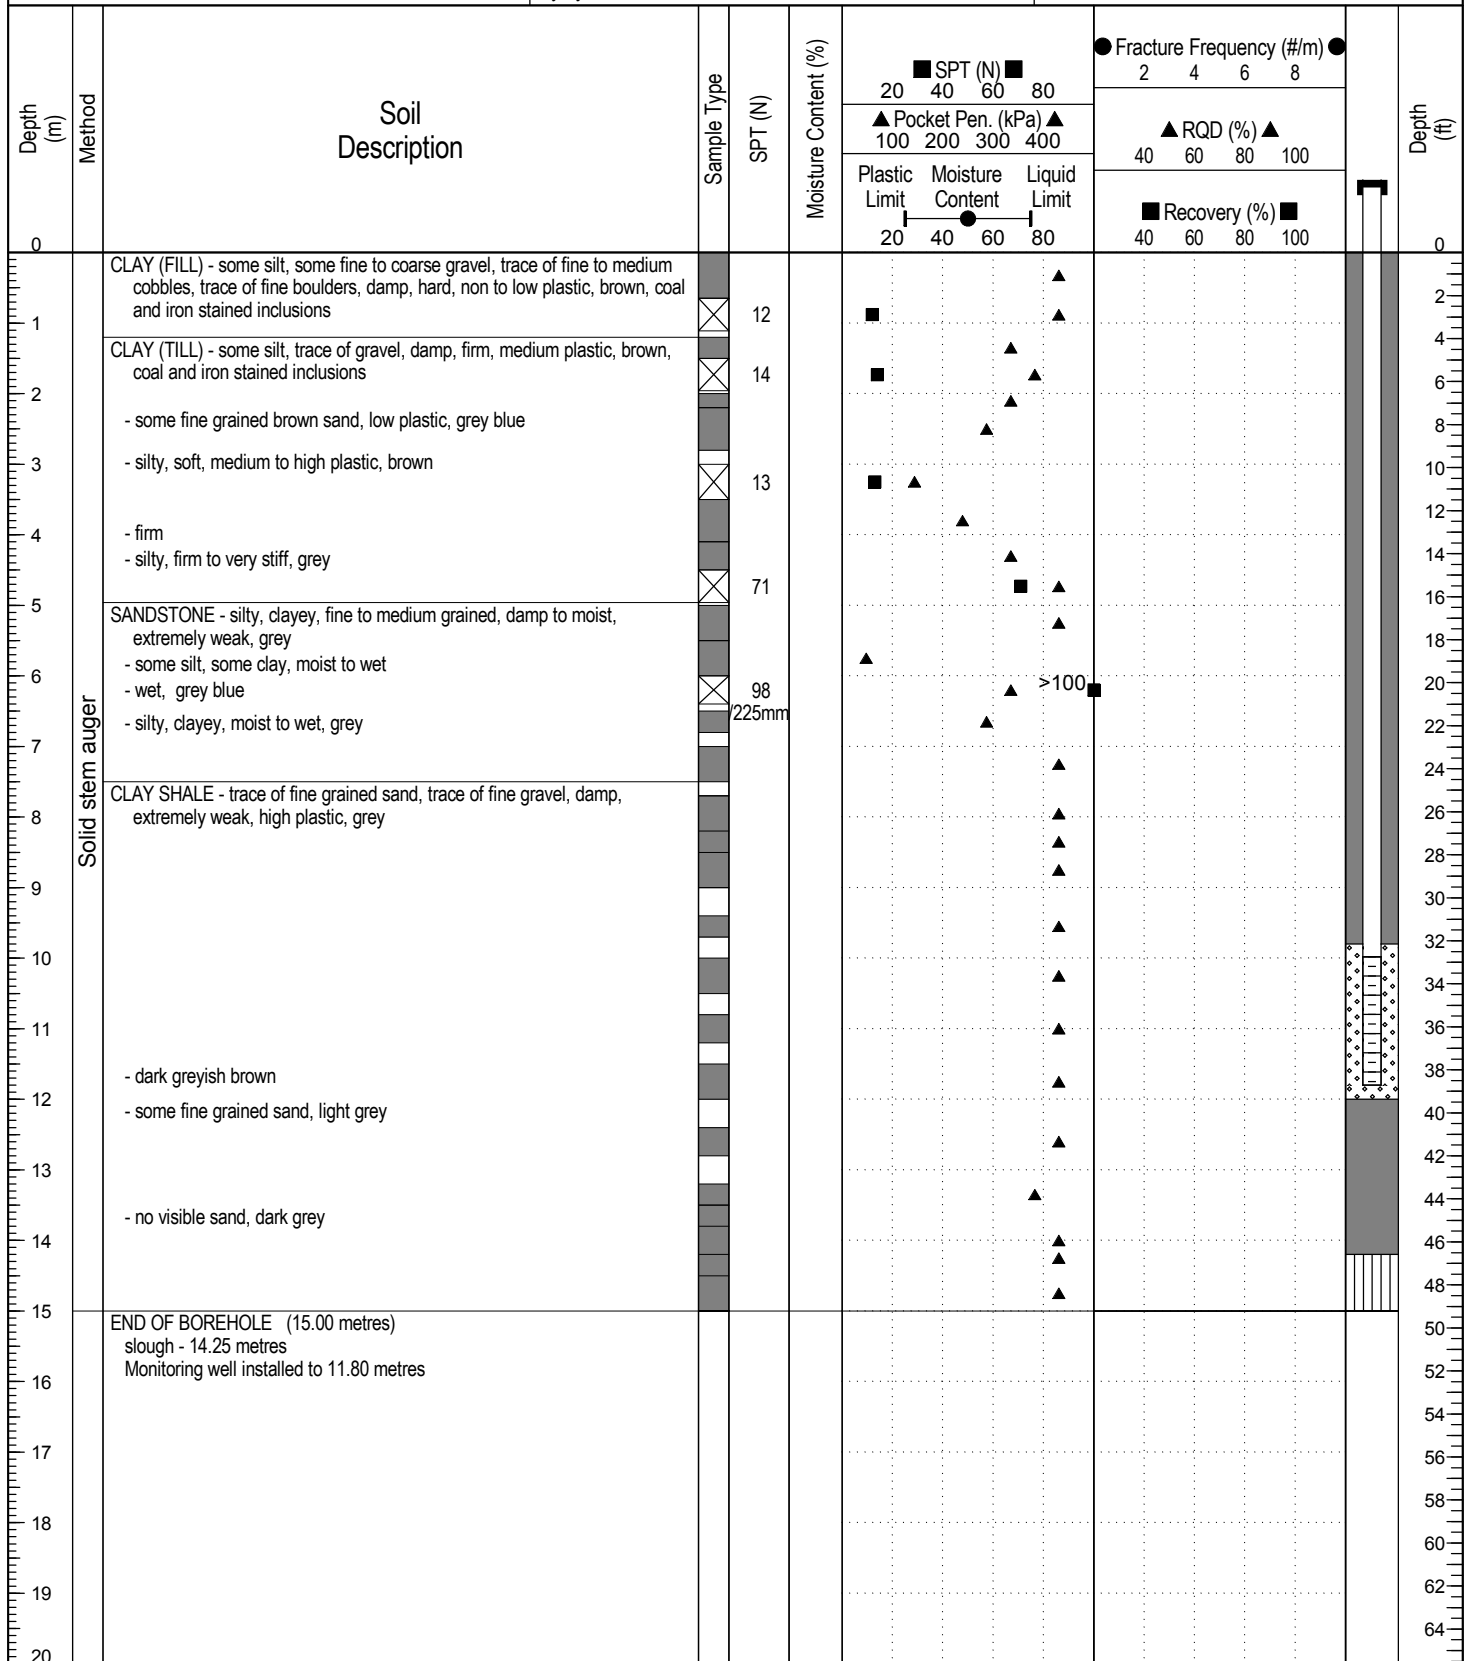 Depth
(m)
Method
Soil
Description
Sample Type
SPT (N)
Moisture Content (%)
■ SPT (N) ■
20 40 60 80
▲ Pocket Pen. (kPa) ▲
100 200 300 400
Plastic Moisture Liquid
Limit Content Limit
20 40 60 80
● Fracture Frequency (#/m) ●
2 4 6 8
▲ RQD (%) ▲
40 60 80 100
■ Recovery (%) ■
40 60 80 100
Depth
(ft)
0
1
2
3
4
5
6
7
8
9
10
11
12
13
14
15
16
17
18
19
20
Solid stem auger
CLAY (FILL) - some silt, some fine to coarse gravel, trace of fine to medium
cobbles, trace of fine boulders, damp, hard, non to low plastic, brown, coal
and iron stained inclusions
CLAY (TILL) - some silt, trace of gravel, damp, firm, medium plastic, brown,
coal and iron stained inclusions
- some fine grained brown sand, low plastic, grey blue
- silty, soft, medium to high plastic, brown
- firm
- silty, firm to very stiff, grey
SANDSTONE - silty, clayey, fine to medium grained, damp to moist,
extremely weak, grey
- some silt, some clay, moist to wet
- wet, grey blue
- silty, clayey, moist to wet, grey
CLAY SHALE - trace of fine grained sand, trace of fine gravel, damp,
extremely weak, high plastic, grey
- dark greyish brown
- some fine grained sand, light grey
- no visible sand, dark grey
END OF BOREHOLE (15.00 metres)
slough - 14.25 metres
Monitoring well installed to 11.80 metres
12
14
13
71
98
/225mm
>100
0
2
4
6
8
10
12
14
16
18
20
22
24
26
28
30
32
34
36
38
40
42
44
46
48
50
52
54
56
58
60
62
64